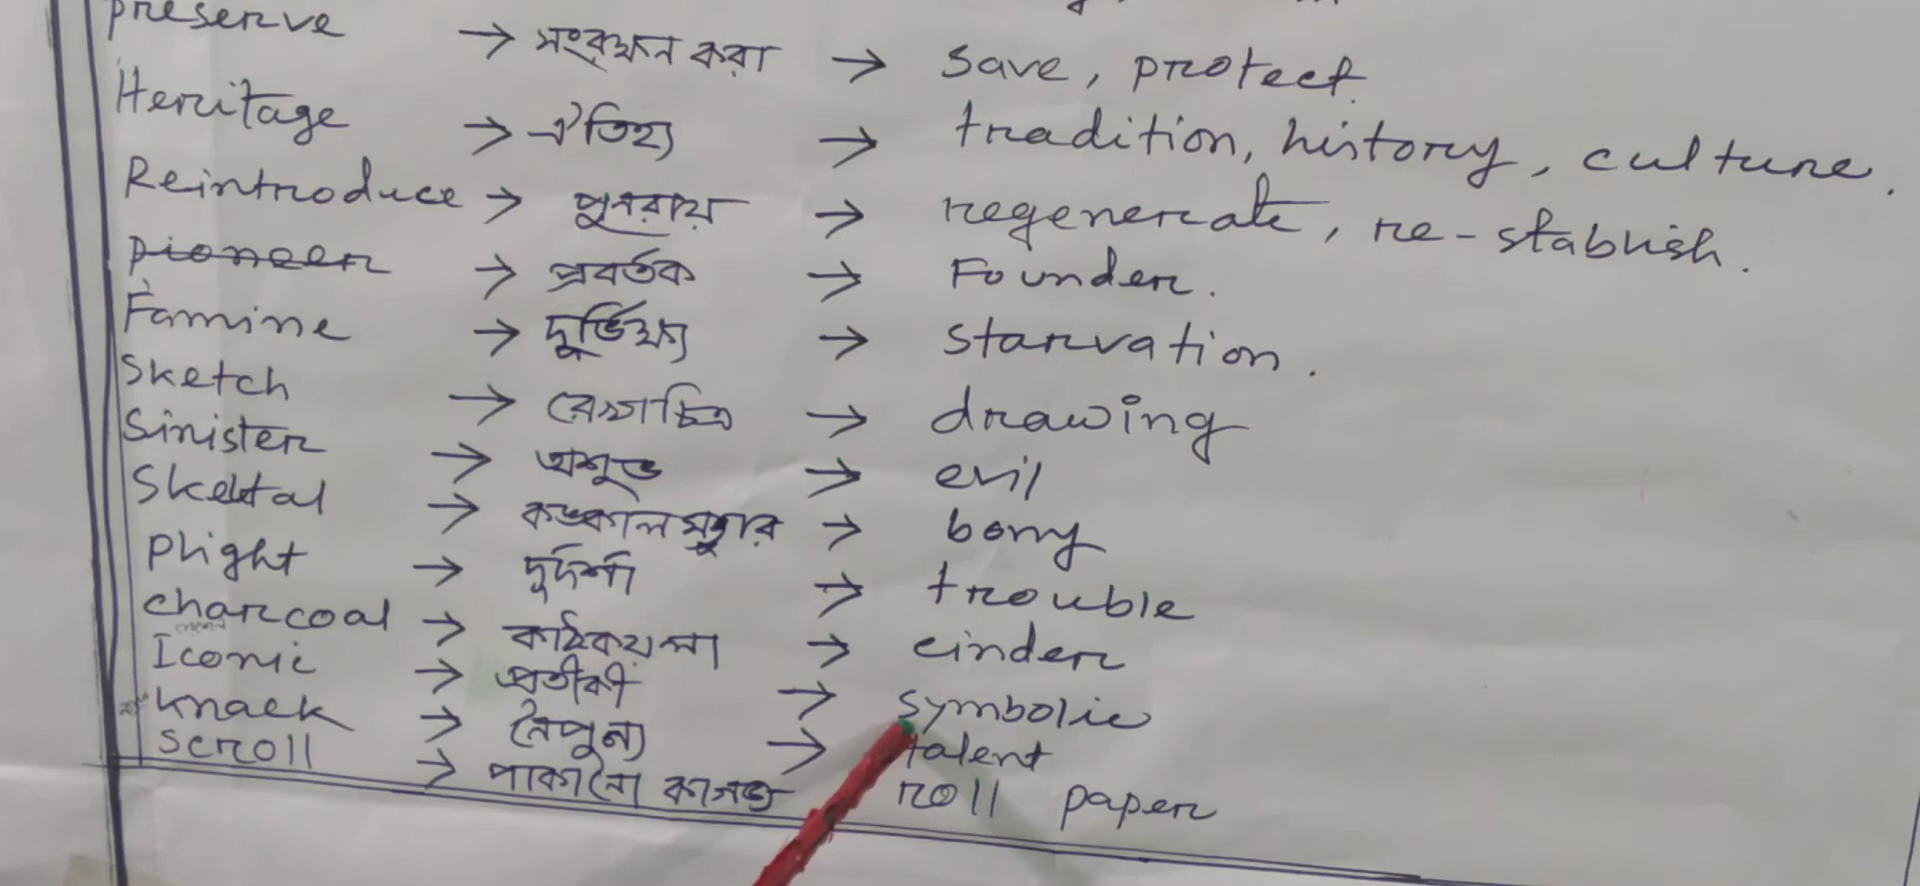 preserve → সংরক্ষন করা → save, protect.
Heritage → ঐতিহ্য → tradition, history, culture.
Reintroduce → পুনরায় → regenerate, re-stablish.
pioneer → প্রবর্তক → Founder.
Famine → দুর্ভিক্ষ্য → starvation.
Sketch → রেখাচিত্র → drawing
Sinister → অশুভ → evil
Skeletal → কঙ্কালসার → bony
Plight → দুর্দশা → trouble
charcoal → কাঠকয়লা → cinder
Iconic → প্রতীকী → symbolic
Knack → নৈপুন্য → talent
scroll → পাকানো কাগজ roll paper